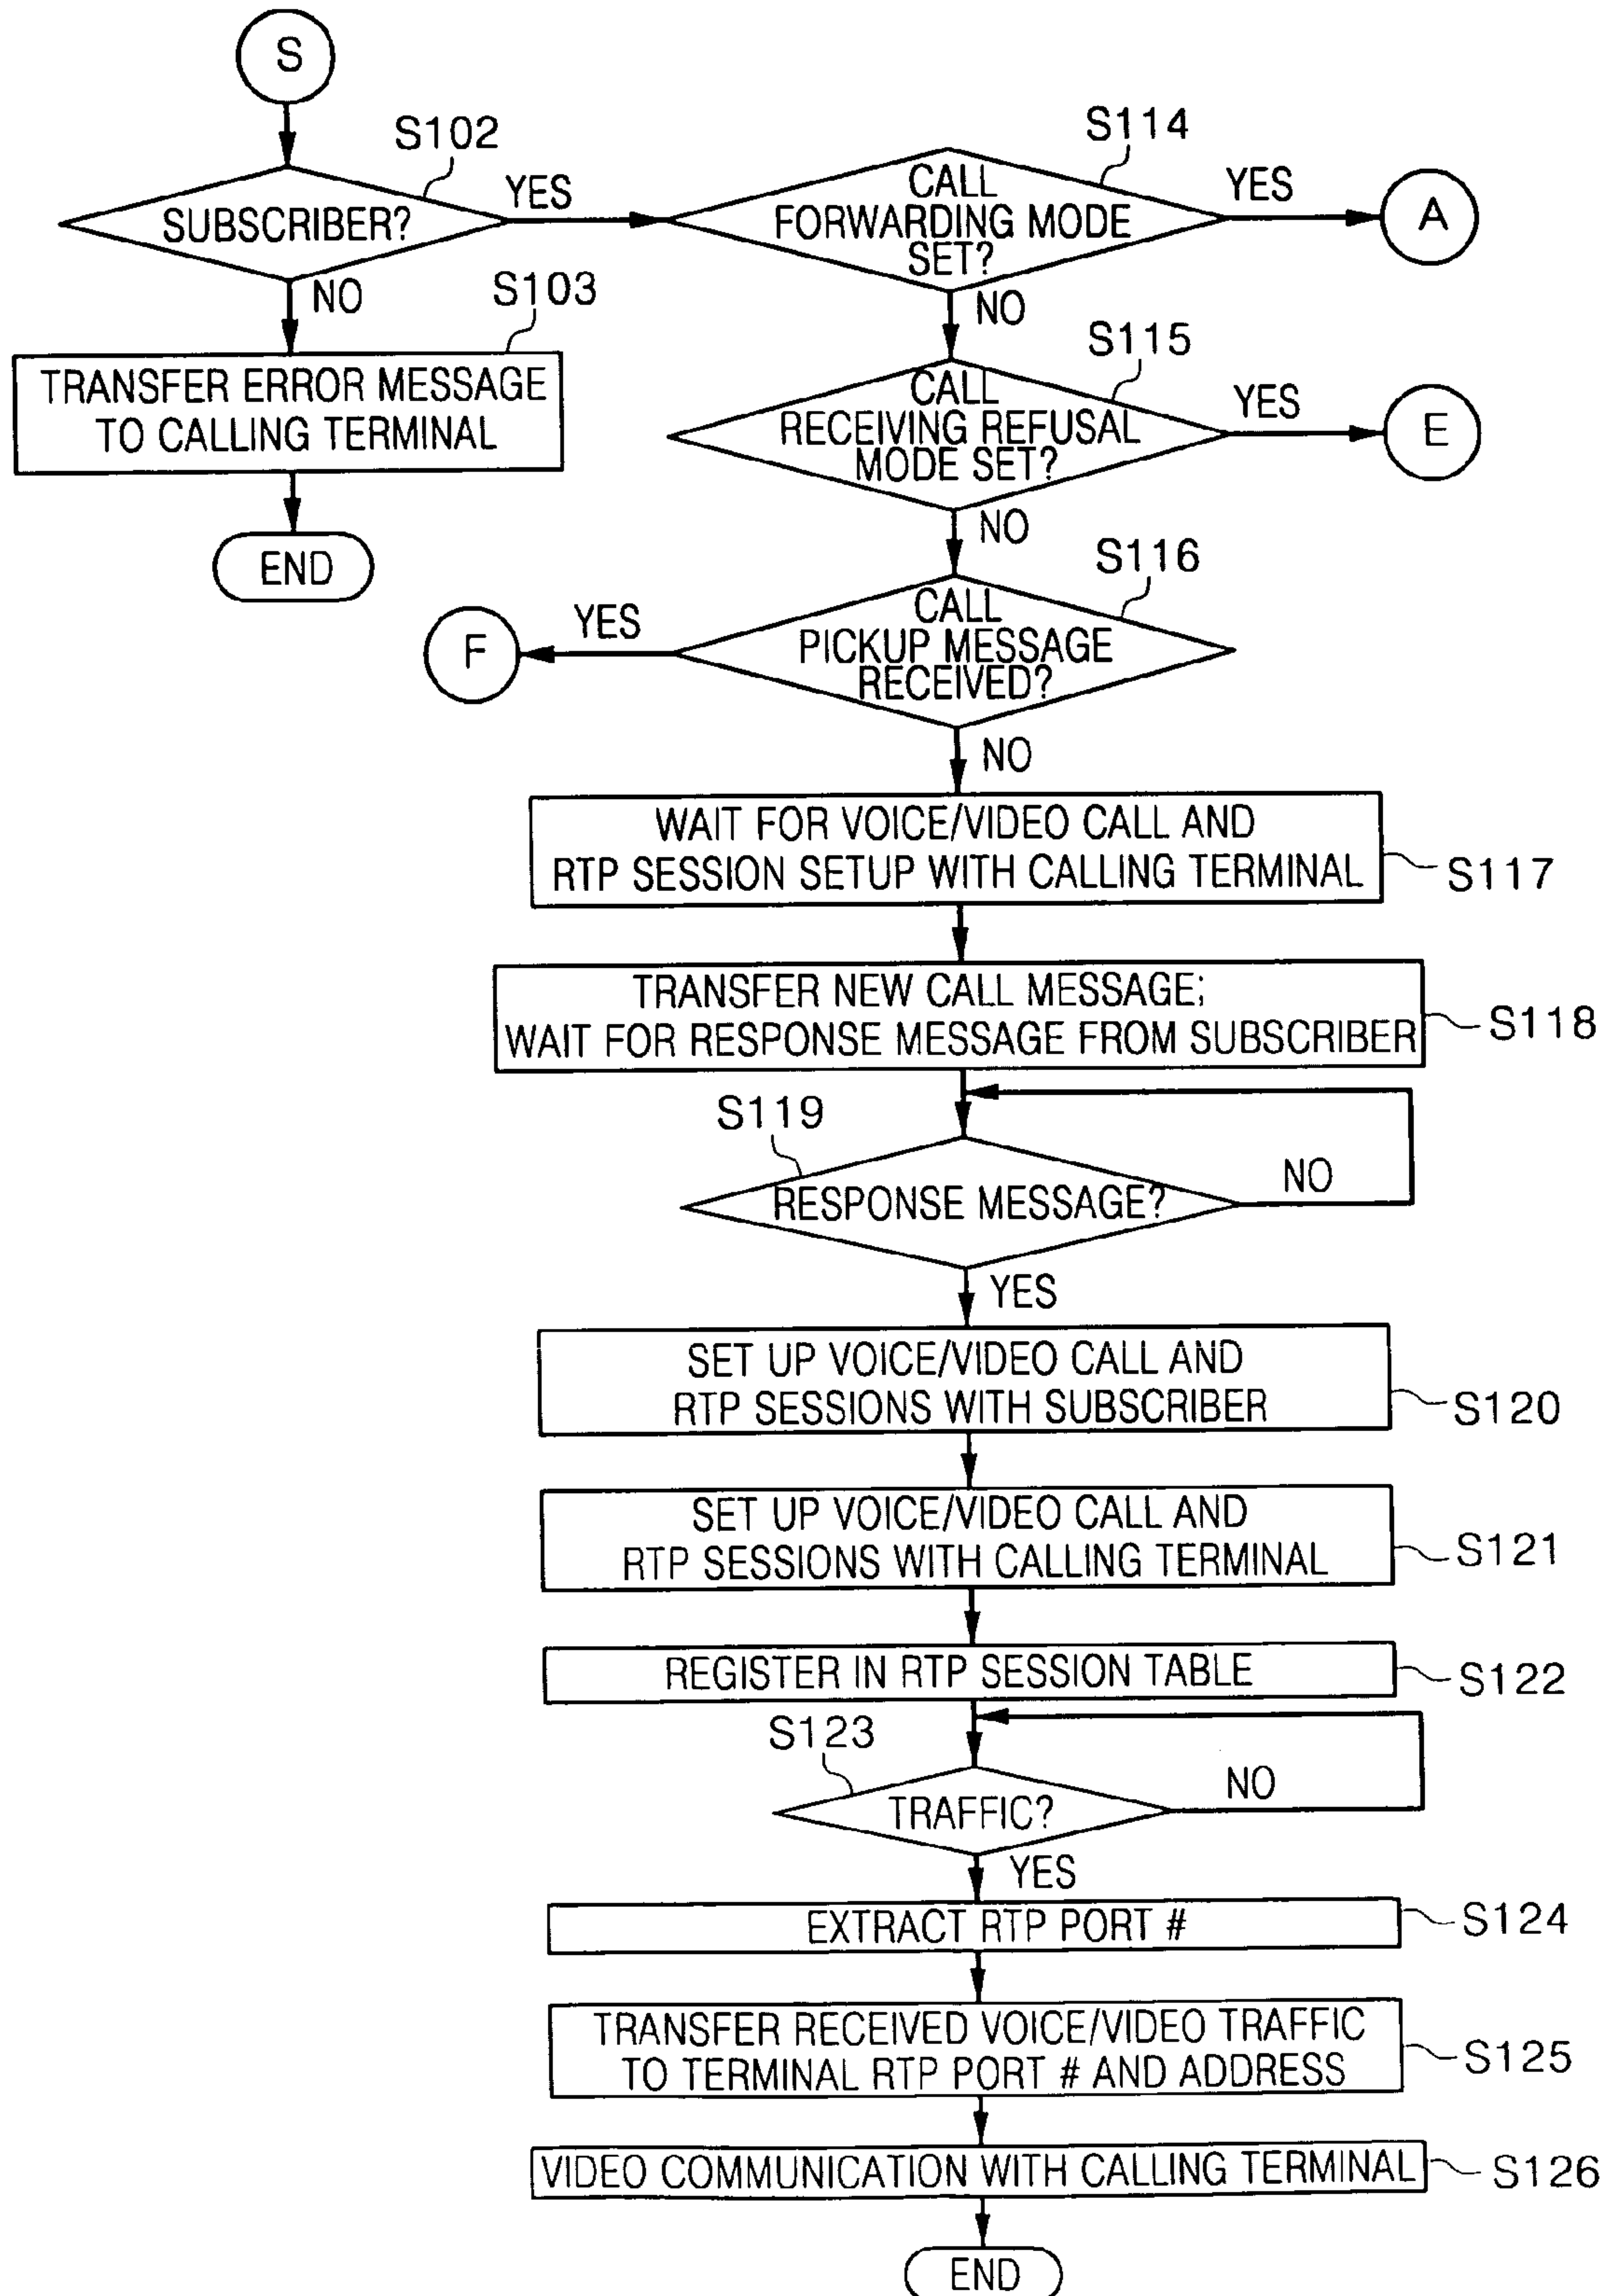 S
S102
SUBSCRIBER?
YES
NO
S103
TRANSFER ERROR MESSAGE
TO CALLING TERMINAL
END
S114
CALL
FORWARDING MODE
SET?
YES
A
NO
S115
CALL
RECEIVING REFUSAL
MODE SET?
YES
E
NO
S116
CALL
PICKUP MESSAGE
RECEIVED?
YES
F
NO
WAIT FOR VOICE/VIDEO CALL AND
RTP SESSION SETUP WITH CALLING TERMINAL
S117
TRANSFER NEW CALL MESSAGE;
WAIT FOR RESPONSE MESSAGE FROM SUBSCRIBER
S118
S119
RESPONSE MESSAGE?
NO
YES
SET UP VOICE/VIDEO CALL AND
RTP SESSIONS WITH SUBSCRIBER
S120
SET UP VOICE/VIDEO CALL AND
RTP SESSIONS WITH CALLING TERMINAL
S121
REGISTER IN RTP SESSION TABLE
S122
S123
TRAFFIC?
NO
YES
EXTRACT RTP PORT #
S124
TRANSFER RECEIVED VOICE/VIDEO TRAFFIC
TO TERMINAL RTP PORT # AND ADDRESS
S125
VIDEO COMMUNICATION WITH CALLING TERMINAL
S126
END